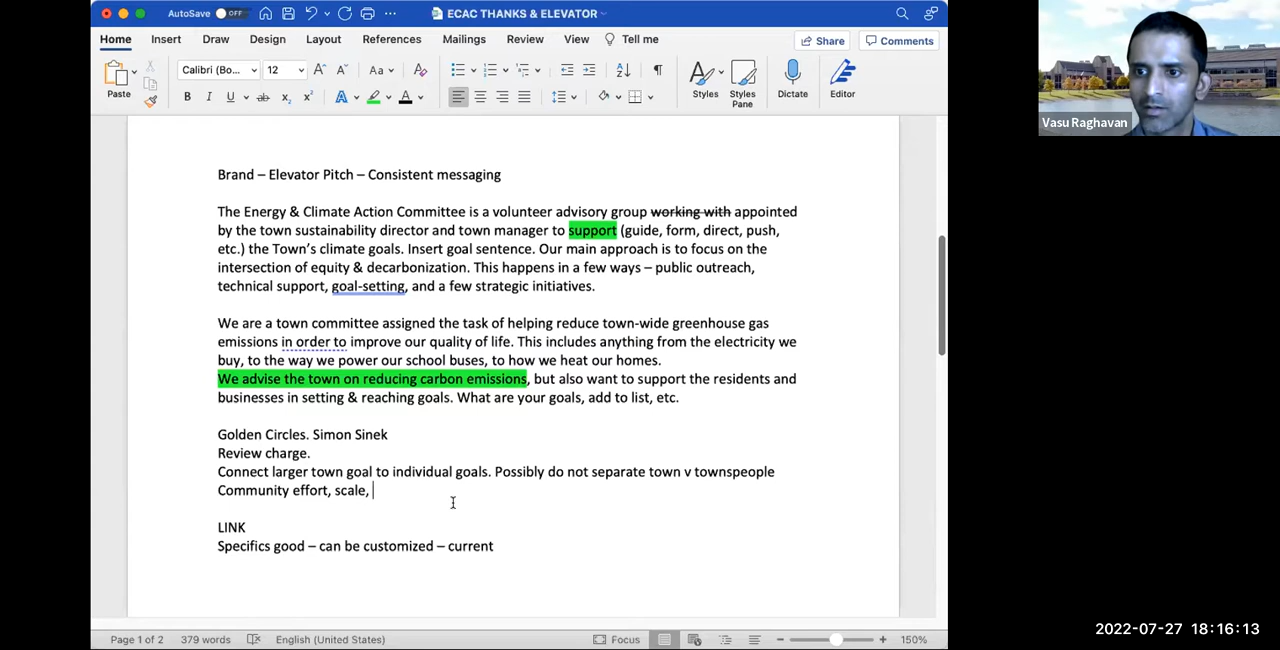 AutoSave OFF ECAC THANKS & ELEVATOR
Home Insert Draw Design Layout References Mailings Review View Tell me Share Comments
Paste Calibri (Bo... 12 Aa Styles Styles Pane Dictate Editor
Vasu Raghavan
Brand – Elevator Pitch – Consistent messaging
The Energy & Climate Action Committee is a volunteer advisory group working with appointed
by the town sustainability director and town manager to support (guide, form, direct, push,
etc.) the Town's climate goals. Insert goal sentence. Our main approach is to focus on the
intersection of equity & decarbonization. This happens in a few ways – public outreach,
technical support, goal-setting, and a few strategic initiatives.
We are a town committee assigned the task of helping reduce town-wide greenhouse gas
emissions in order to improve our quality of life. This includes anything from the electricity we
buy, to the way we power our school buses, to how we heat our homes.
We advise the town on reducing carbon emissions, but also want to support the residents and
businesses in setting & reaching goals. What are your goals, add to list, etc.
Golden Circles. Simon Sinek
Review charge.
Connect larger town goal to individual goals. Possibly do not separate town v townspeople
Community effort, scale,
LINK
Specifics good – can be customized – current
Page 1 of 2 379 words English (United States) Focus 150%
2022-07-27 18:16:13